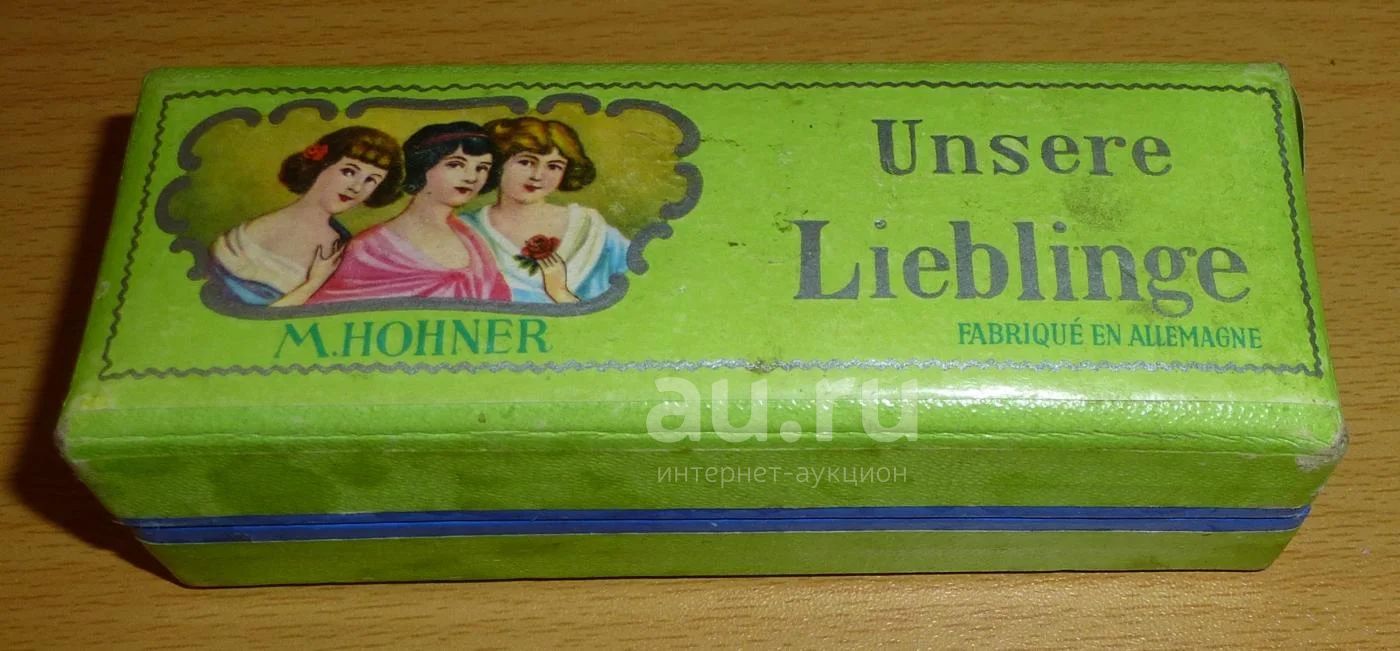 Unsere
Lieblinge
M.HOHNER
FABRIQUÉ EN ALLEMAGNE
au.ru
интернет-аукцион